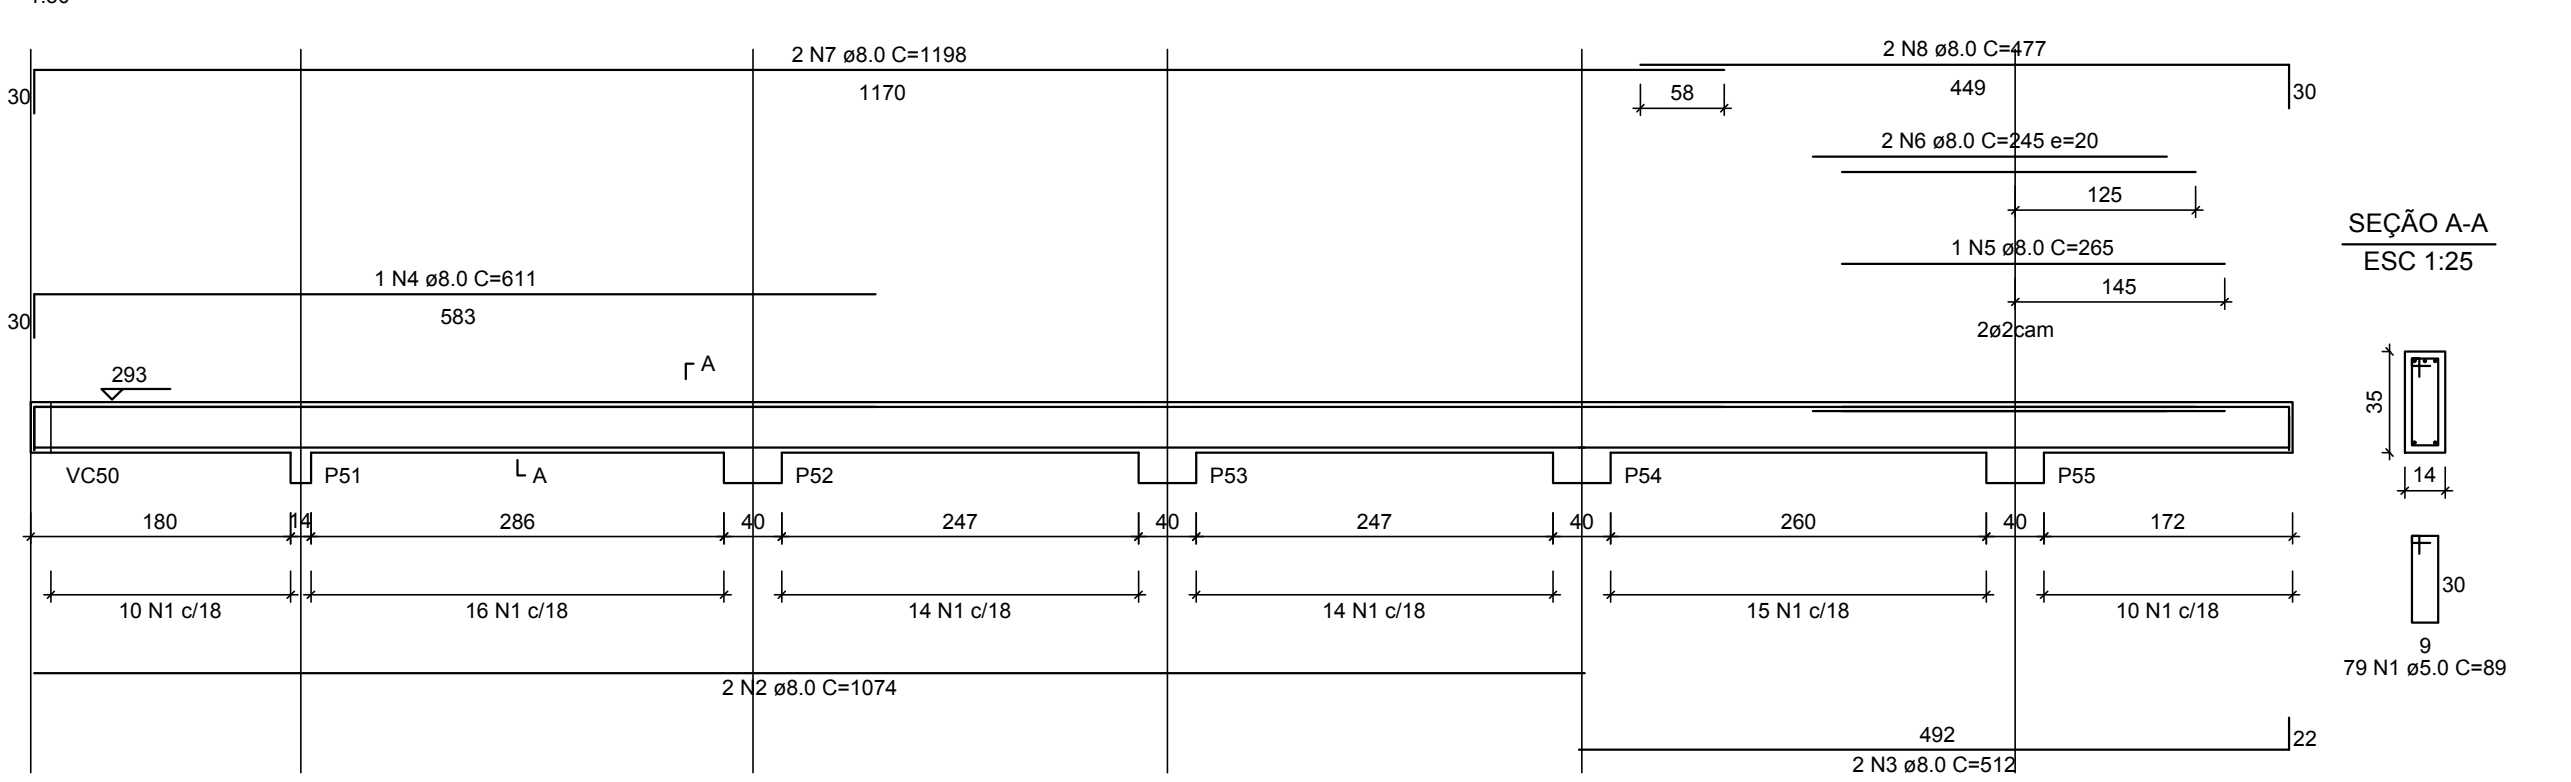 2 N7 ø8.0 C=1198
2 N8 ø8.0 C=477
30
1170
58
449
30
2 N6 ø8.0 C=245 e=20
125
SEÇÃO A-A
ESC 1:25
1 N5 ø8.0 C=265
145
2ø2cam
1 N4 ø8.0 C=611
30
583
A
293
35
VC50
P51
A
P52
P53
P54
P55
14
180
14
286
40
247
40
247
40
260
40
172
10 N1 c/18
16 N1 c/18
14 N1 c/18
14 N1 c/18
15 N1 c/18
10 N1 c/18
30
9
79 N1 ø5.0 C=89
2 N2 ø8.0 C=1074
492
22
2 N3 ø8.0 C=512